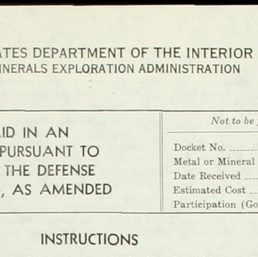 ATES DEPARTMENT OF THE INTERIOR
INERALS EXPLORATION ADMINISTRATION
ID IN AN
PURSUANT TO
THE DEFENSE
, AS AMENDED
Not to be
Docket No.
Metal or Mineral
Date Received
Estimated Cost
Participation (Go
INSTRUCTIONS